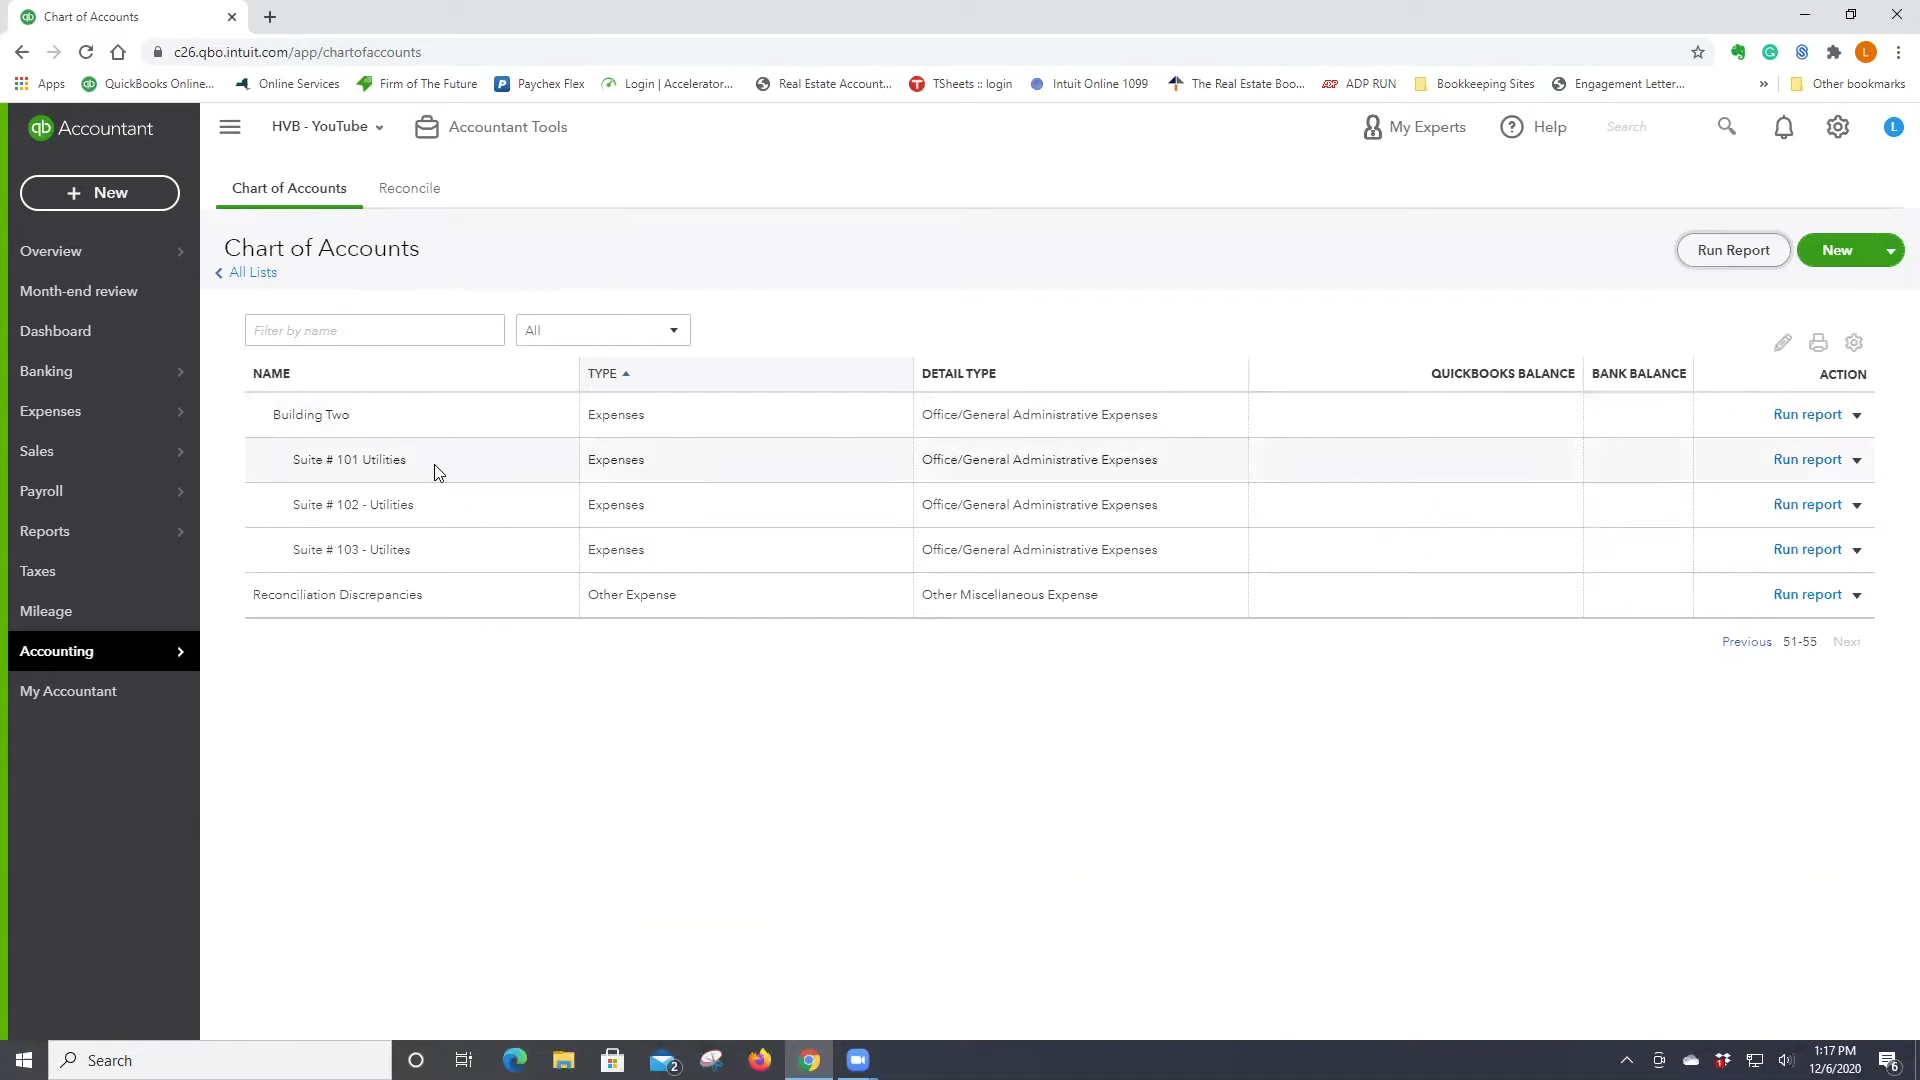 Chart of Accounts
c26.qbo.intuit.com/app/chartofaccounts
L
Apps QuickBooks Online... Online Services Firm of The Future Paychex Flex Login | Accelerator... Real Estate Account... TSheets :: login Intuit Online 1099 The Real Estate Boo... ADP RUN Bookkeeping Sites Engagement Letter... » Other bookmarks
qb Accountant
HVB - YouTube Accountant Tools My Experts Help Search L
+ New
Overview
Month-end review
Dashboard
Banking
Expenses
Sales
Payroll
Reports
Taxes
Mileage
Accounting
My Accountant
Chart of Accounts Reconcile
Chart of Accounts
All Lists
Run Report New
Filter by name All
NAME TYPE DETAIL TYPE QUICKBOOKS BALANCE BANK BALANCE ACTION
Building Two Expenses Office/General Administrative Expenses Run report
Suite # 101 Utilities Expenses Office/General Administrative Expenses Run report
Suite # 102 - Utilities Expenses Office/General Administrative Expenses Run report
Suite # 103 - Utilites Expenses Office/General Administrative Expenses Run report
Reconciliation Discrepancies Other Expense Other Miscellaneous Expense Run report
Previous 51-55 Next
Search
2
1:17 PM
12/6/2020
6